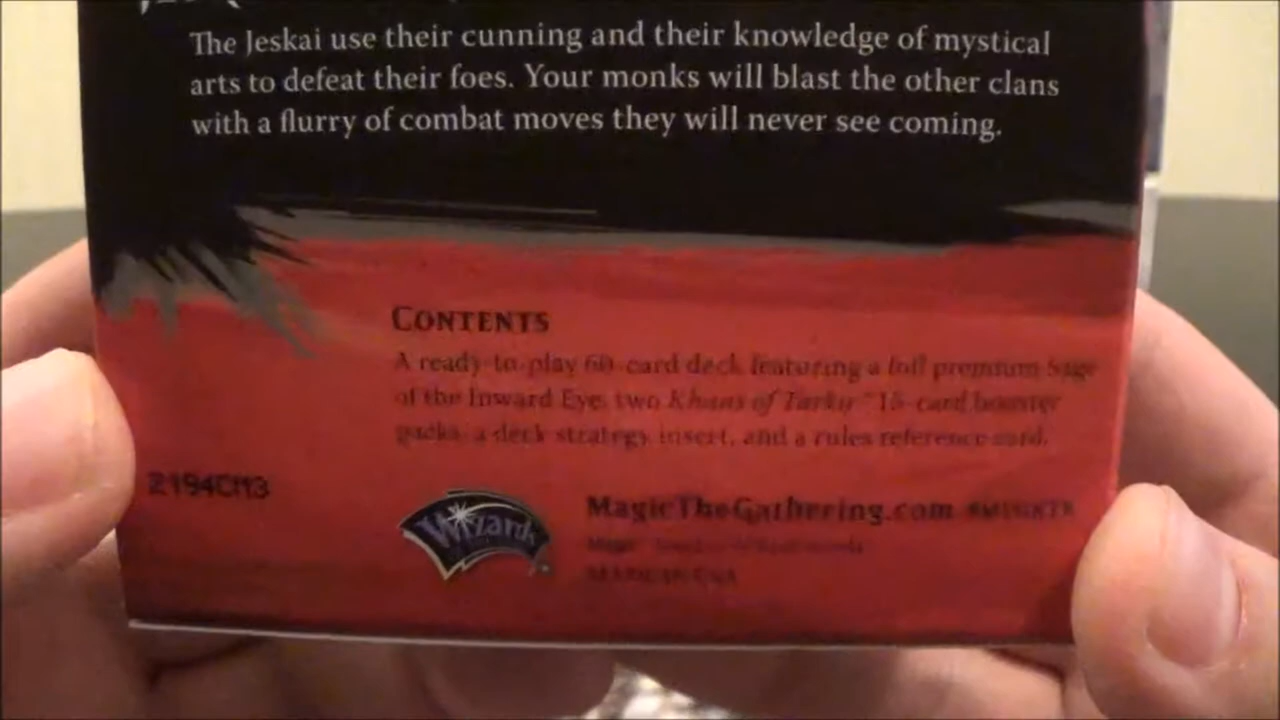 The Jeskai use their cunning and their knowledge of mystical
arts to defeat their foes. Your monks will blast the other clans
with a flurry of combat moves they will never see coming.
CONTENTS
A ready-to-play 60-card deck featuring a foil premium Sage
of the Inward Eye, two Khans of Tarkir™ 15-card booster
packs, a deck strategy insert, and a rules reference card.
2194CM3
Wizards
MagicTheGathering.com #MTGKTK